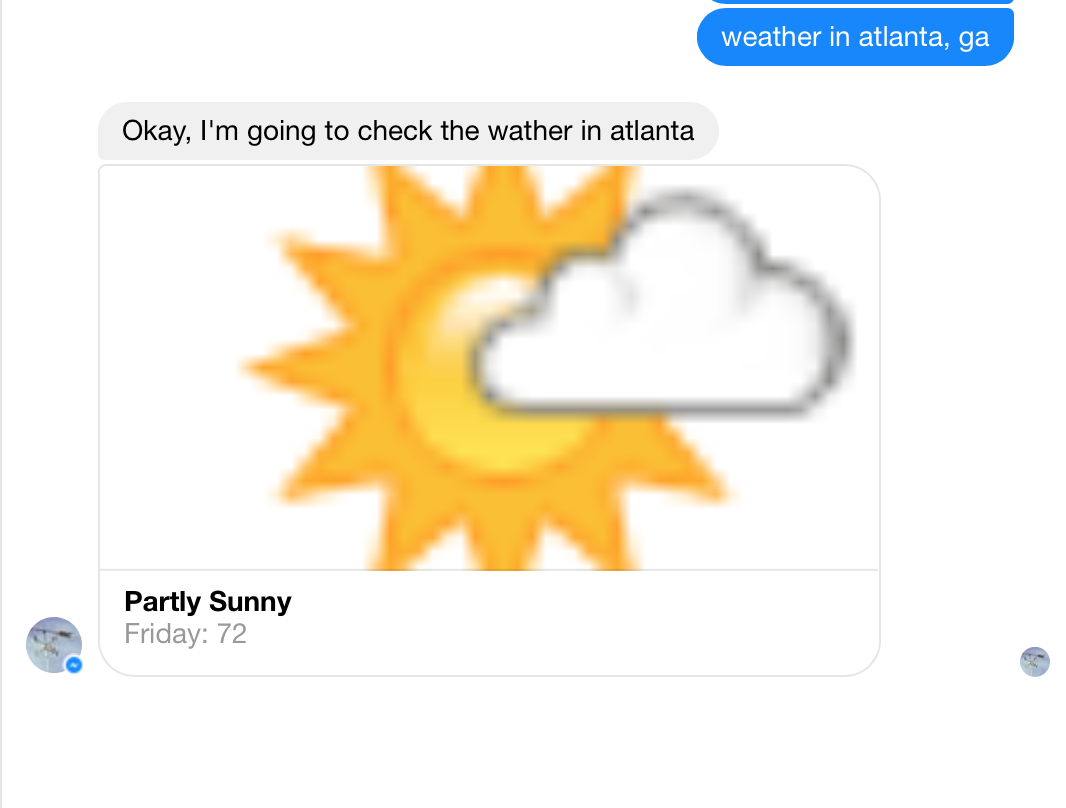 weather in atlanta, ga
Okay, I'm going to check the wather in atlanta
Partly Sunny
Friday: 72